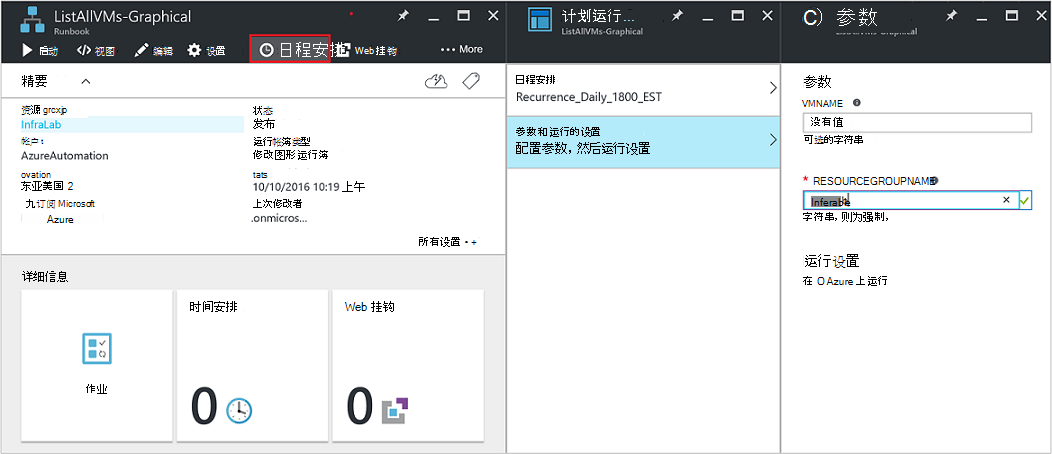 ListAllVMs-Graphical
Runbook
启动
视图
编辑
设置
日程安排
Web挂钩
••• More
精要
资源 grcxjp
InfraLab
帐户 t
AzureAutomation
ovation
东亚美国 2
九订阅 Microsoft
Azure
状态
发布
运行帐簿类型
修改图形运行簿
tats
10/10/2016 10:19 上午
上次修改者
.onmicros...
所有设置 • +
详细信息
作业
时间安排
0
Web 挂钩
0
计划运行...
ListAllVMs-Graphical
日程安排
Recurrence_Daily_1800_EST
参数和运行的设置
配置参数，然后运行设置
参数
ListAllVMs-Graphical
参数
VMNAME
没有值
可选的字符串
* RESOURCEGROUPNAME
字符串，则为强制，
运行设置
在 O Azure 上运行